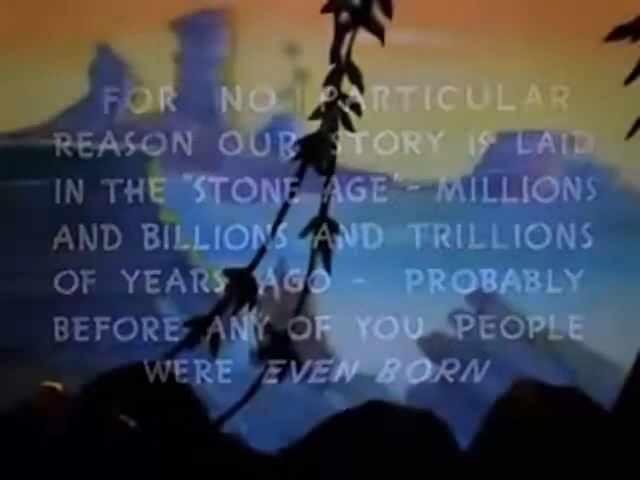 FOR NO PARTICULAR
REASON OUR STORY IS LAID
IN THE "STONE AGE" - MILLIONS
AND BILLIONS AND TRILLIONS
OF YEARS AGO - PROBABLY
BEFORE ANY OF YOU PEOPLE
WERE EVEN BORN